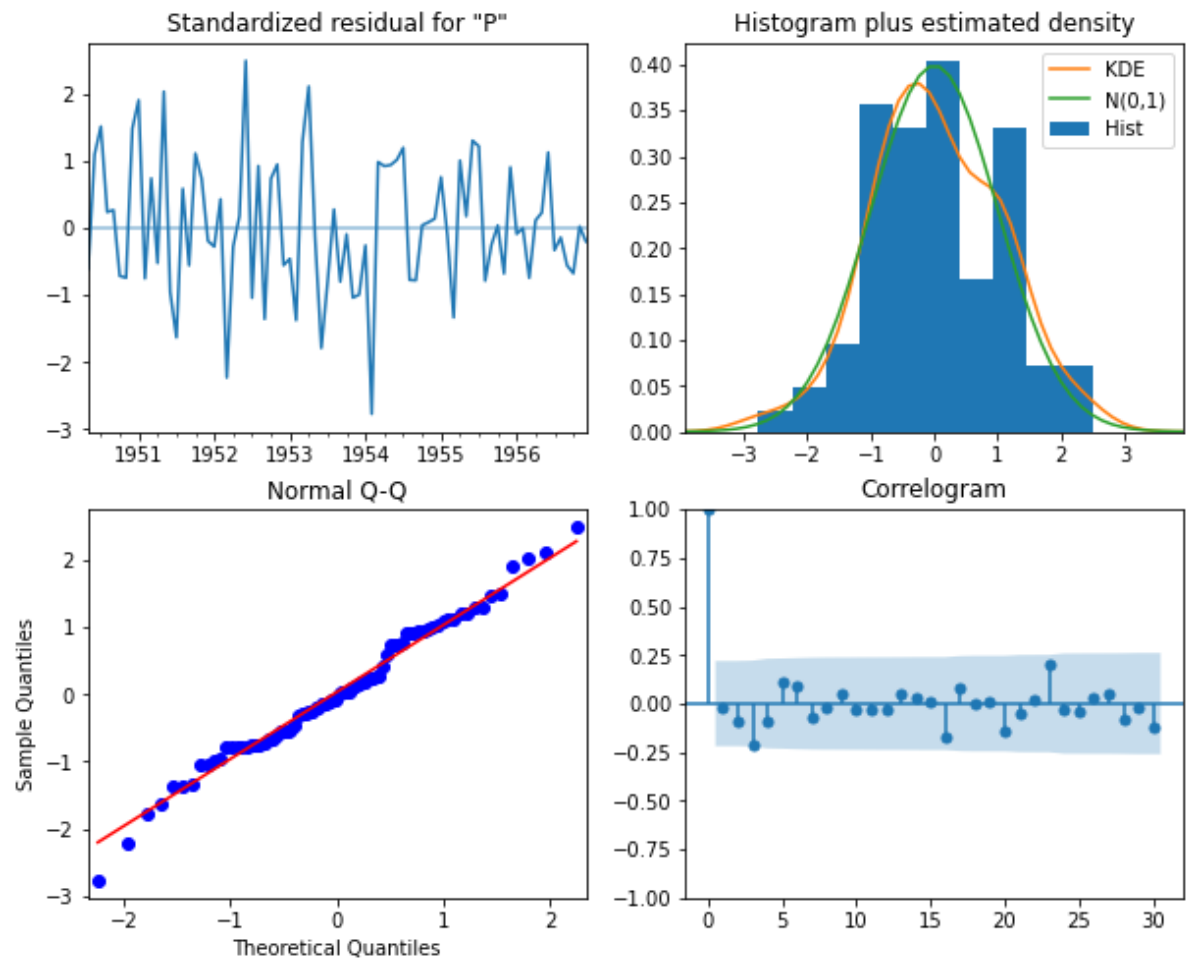 Standardized residual for "P"
2
1
0
−1
−2
−3
1951 1952 1953 1954 1955 1956
Histogram plus estimated density
0.40
0.35
0.30
0.25
0.20
0.15
0.10
0.05
0.00
−3 −2 −1 0 1 2 3
KDE
N(0,1)
Hist
Normal Q-Q
Sample Quantiles
2
1
0
−1
−2
−3
−2 −1 0 1 2
Theoretical Quantiles
Correlogram
1.00
0.75
0.50
0.25
0.00
−0.25
−0.50
−0.75
−1.00
0 5 10 15 20 25 30